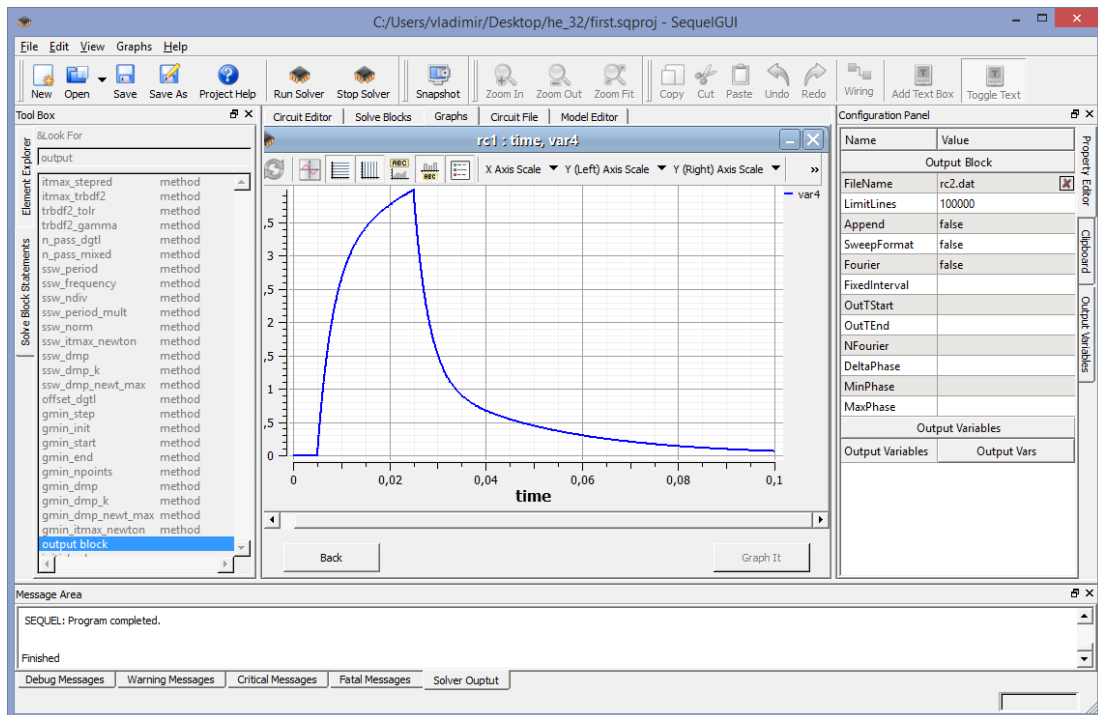 C:/Users/vladimir/Desktop/he_32/first.sqproj - SequelGUI
File Edit View Graphs Help
New Open Save Save As Project Help Run Solver Stop Solver Snapshot Zoom In Zoom Out Zoom Fit Copy Cut Paste Undo Redo Wiring Add Text Box Toggle Text
Tool Box
Element Explorer
Solve Block Statements
&Look For
output
itmax_stepred method
itmax_trbdf2 method
trbdf2_tolr method
trbdf2_gamma method
n_pass_dgtl method
n_pass_mixed method
ssw_period method
ssw_frequency method
ssw_ndiv method
ssw_period_mult method
ssw_norm method
ssw_itmax_newton method
ssw_dmp method
ssw_dmp_k method
ssw_dmp_newt_max method
offset_dgtl method
gmin_step method
gmin_init method
gmin_start method
gmin_end method
gmin_npoints method
gmin_dmp method
gmin_dmp_k method
gmin_dmp_newt_max method
gmin_itmax_newton method
output block
Circuit Editor Solve Blocks Graphs Circuit File Model Editor
rc1 : time, var4
ABC ABC X Axis Scale Y (Left) Axis Scale Y (Right) Axis Scale »
var4
,5
3
,5
2
,5
1
,5
0
0 0,02 0,04 0,06 0,08 0,1
time
Back Graph It
Configuration Panel
Name Value
Output Block
FileName rc2.dat
LimitLines 100000
Append false
SweepFormat false
Fourier false
FixedInterval
OutTStart
OutTEnd
NFourier
DeltaPhase
MinPhase
MaxPhase
Output Variables
Output Variables Output Vars
Property Editor
Clipboard
Output Variables
Message Area
SEQUEL: Program completed.
Finished
Debug Messages Warning Messages Critical Messages Fatal Messages Solver Ouptut